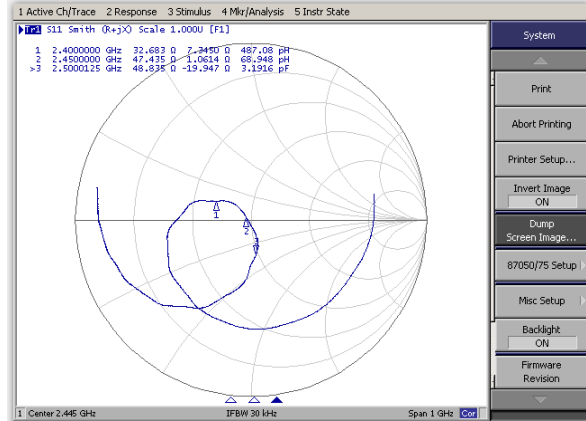 1 Active Ch/Trace 2 Response 3 Stimulus 4 Mkr/Analysis 5 Instr State
Tr1 S11 Smith (R+jX) Scale 1.000U [F1]
1 2.4000000 GHz 32.683 Ω 7.3450 Ω 487.08 pH
2 2.4500000 GHz 47.435 Ω 1.0614 Ω 68.948 pH
>3 2.5000125 GHz 48.835 Ω -19.947 Ω 3.1916 pF
1
2
3
1 Center 2.445 GHz IFBW 30 kHz Span 1 GHz Cor
System
Print
Abort Printing
Printer Setup...
Invert Image
ON
Dump
Screen Image...
87050/75 Setup
Misc Setup
Backlight
ON
Firmware
Revision